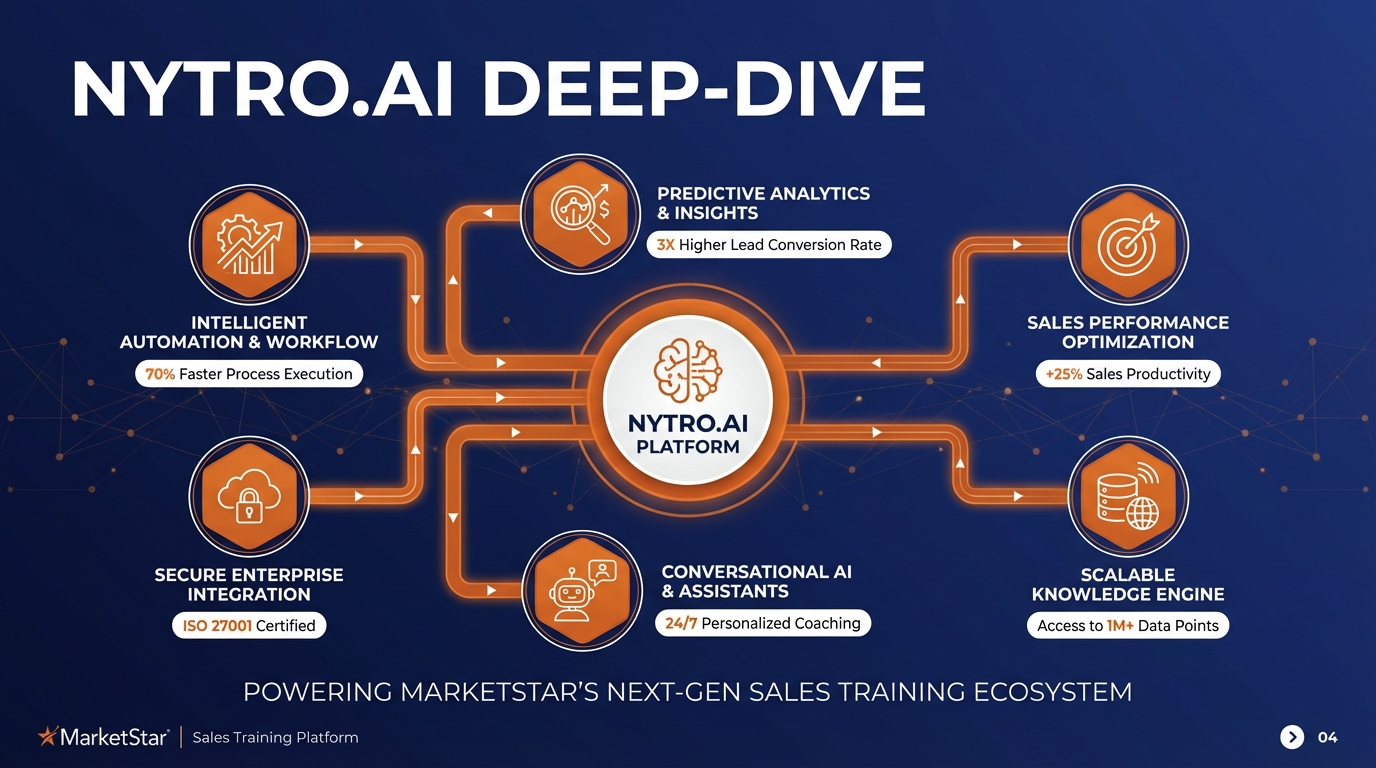 NYTRO.AI DEEP-DIVE
PREDICTIVE ANALYTICS
& INSIGHTS
3X Higher Lead Conversion Rate
INTELLIGENT
AUTOMATION & WORKFLOW
70% Faster Process Execution
SALES PERFORMANCE
OPTIMIZATION
+25% Sales Productivity
NYTRO.AI
PLATFORM
SECURE ENTERPRISE
INTEGRATION
ISO 27001 Certified
CONVERSATIONAL AI
& ASSISTANTS
24/7 Personalized Coaching
SCALABLE
KNOWLEDGE ENGINE
Access to 1M+ Data Points
POWERING MARKETSTAR'S NEXT-GEN SALES TRAINING ECOSYSTEM
MarketStar® | Sales Training Platform
04